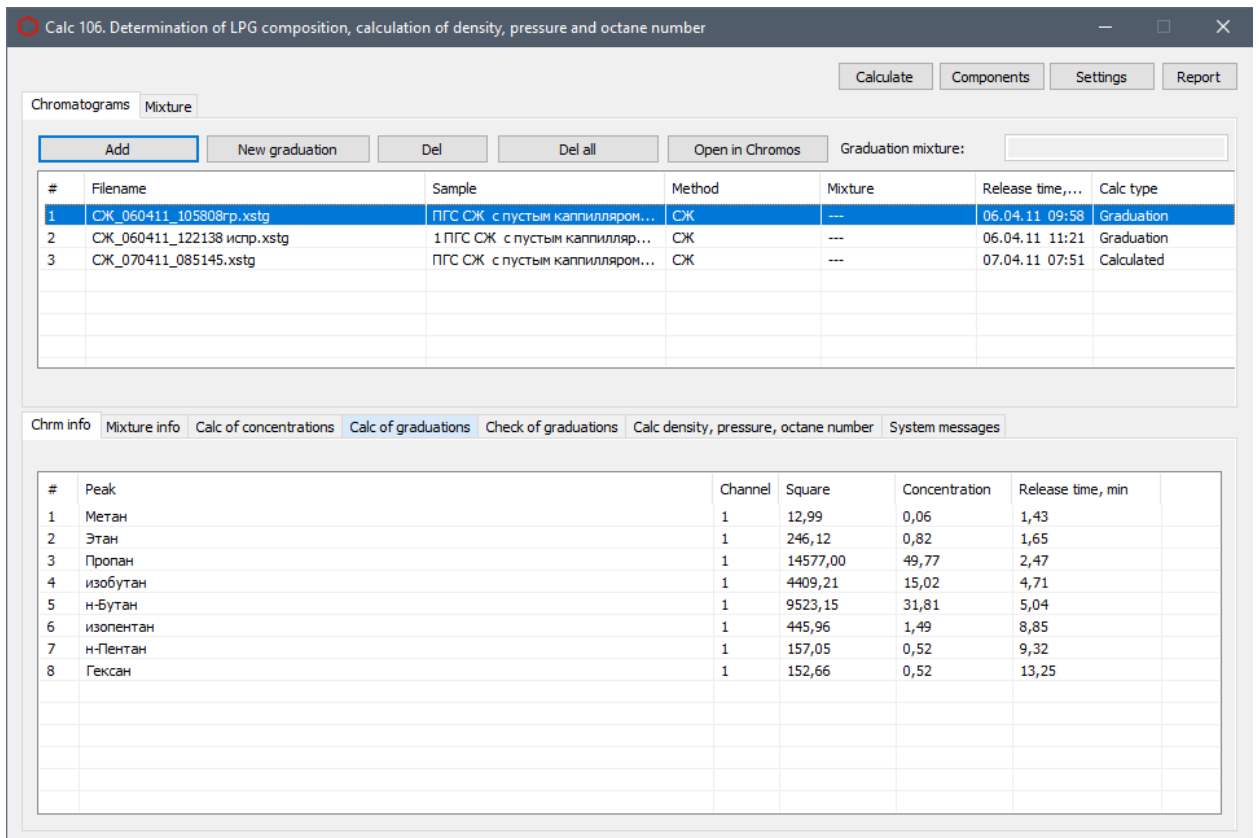 Calc 106. Determination of LPG composition, calculation of density, pressure and octane number
Calculate Components Settings Report
Chromatograms Mixture
Add New graduation Del Del all Open in Chromos Graduation mixture:
# Filename Sample Method Mixture Release time,... Calc type
1 СЖ_060411_105808гр.xstg ПГС СЖ с пустым каппилляром... СЖ --- 06.04.11 09:58 Graduation
2 СЖ_060411_122138 испр.xstg 1 ПГС СЖ с пустым каппилляр... СЖ --- 06.04.11 11:21 Graduation
3 СЖ_070411_085145.xstg ПГС СЖ с пустым каппилляром... СЖ --- 07.04.11 07:51 Calculated
Chrm info Mixture info Calc of concentrations Calc of graduations Check of graduations Calc density, pressure, octane number System messages
# Peak Channel Square Concentration Release time, min
1 Метан 1 12,99 0,06 1,43
2 Этан 1 246,12 0,82 1,65
3 Пропан 1 14577,00 49,77 2,47
4 изобутан 1 4409,21 15,02 4,71
5 н-Бутан 1 9523,15 31,81 5,04
6 изопентан 1 445,96 1,49 8,85
7 н-Пентан 1 157,05 0,52 9,32
8 Гексан 1 152,66 0,52 13,25